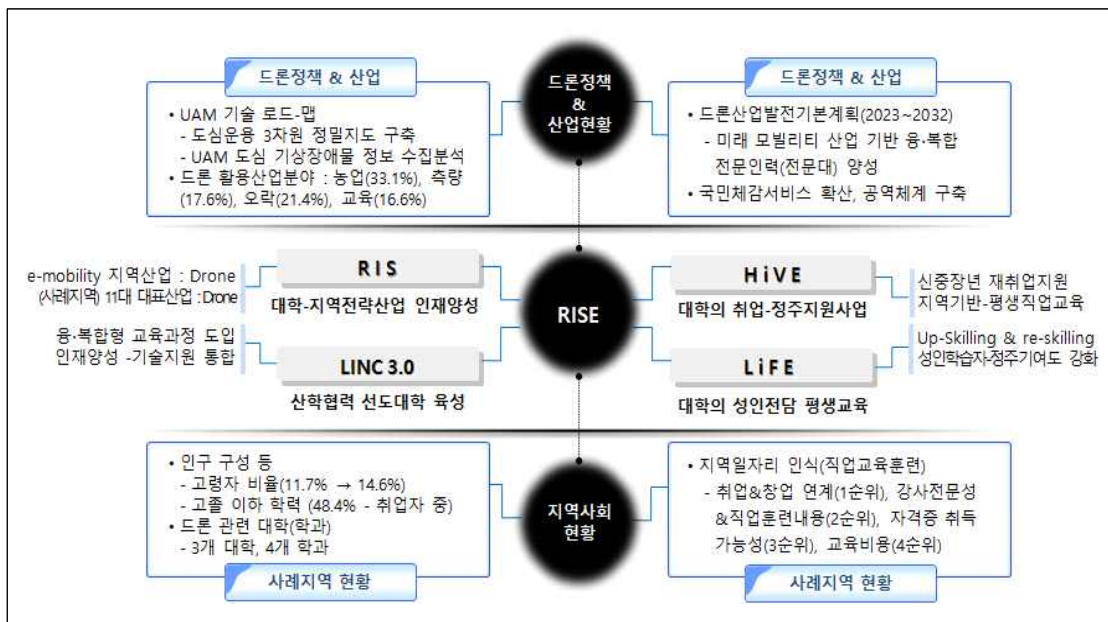 드론정책 & 산업
• UAM 기술 로드-맵
- 도심운용 3차원 정밀지도 구축
- UAM 도심 기상장애물 정보 수집분석
• 드론 활용산업분야 : 농업(33.1%), 측량
(17.6%), 오락(21.4%), 교육(16.6%)
드론정책
&
산업현황
드론정책 & 산업
• 드론산업발전기본계획(2023~2032)
- 미래 모빌리티 산업 기반 융·복합
전문인력(전문대) 양성
• 국민체감서비스 확산, 공역체계 구축
e-mobility 지역산업 : Drone
(사례지역) 11대 대표산업 : Drone
RIS
대학-지역전략산업 인재양성
융·복합형 교육과정 도입
인재양성 -기술지원 통합
LINC 3.0
산학협력 선도대학 육성
RISE
HiVE
대학의 취업-정주지원사업
신중장년 재취업지원
지역기반-평생직업교육
LiFE
대학의 성인전담 평생교육
Up-Skilling & re-skilling
성인학습자-정주기여도 강화
• 인구 구성 등
- 고령자 비율(11.7% → 14.6%)
- 고졸 이하 학력 (48.4% - 취업자 중)
• 드론 관련 대학(학과)
- 3개 대학, 4개 학과
사례지역 현황
지역사회
현황
• 지역일자리 인식(직업교육훈련)
- 취업&창업 연계(1순위), 강사전문성
&직업훈련내용(2순위), 자격증 취득
가능성(3순위), 교육비용(4순위)
사례지역 현황